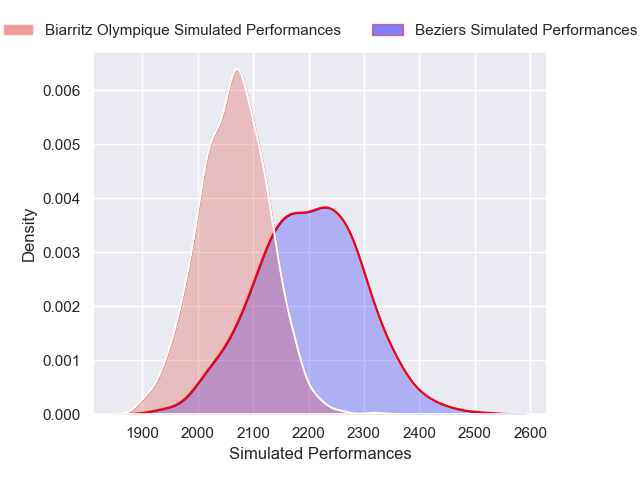 Biarritz Olympique Simulated Performances
Beziers Simulated Performances
0.006
0.005
0.004
0.003
0.002
0.001
0.000
Density
1900 2000 2100 2200 2300 2400 2500 2600
Simulated Performances